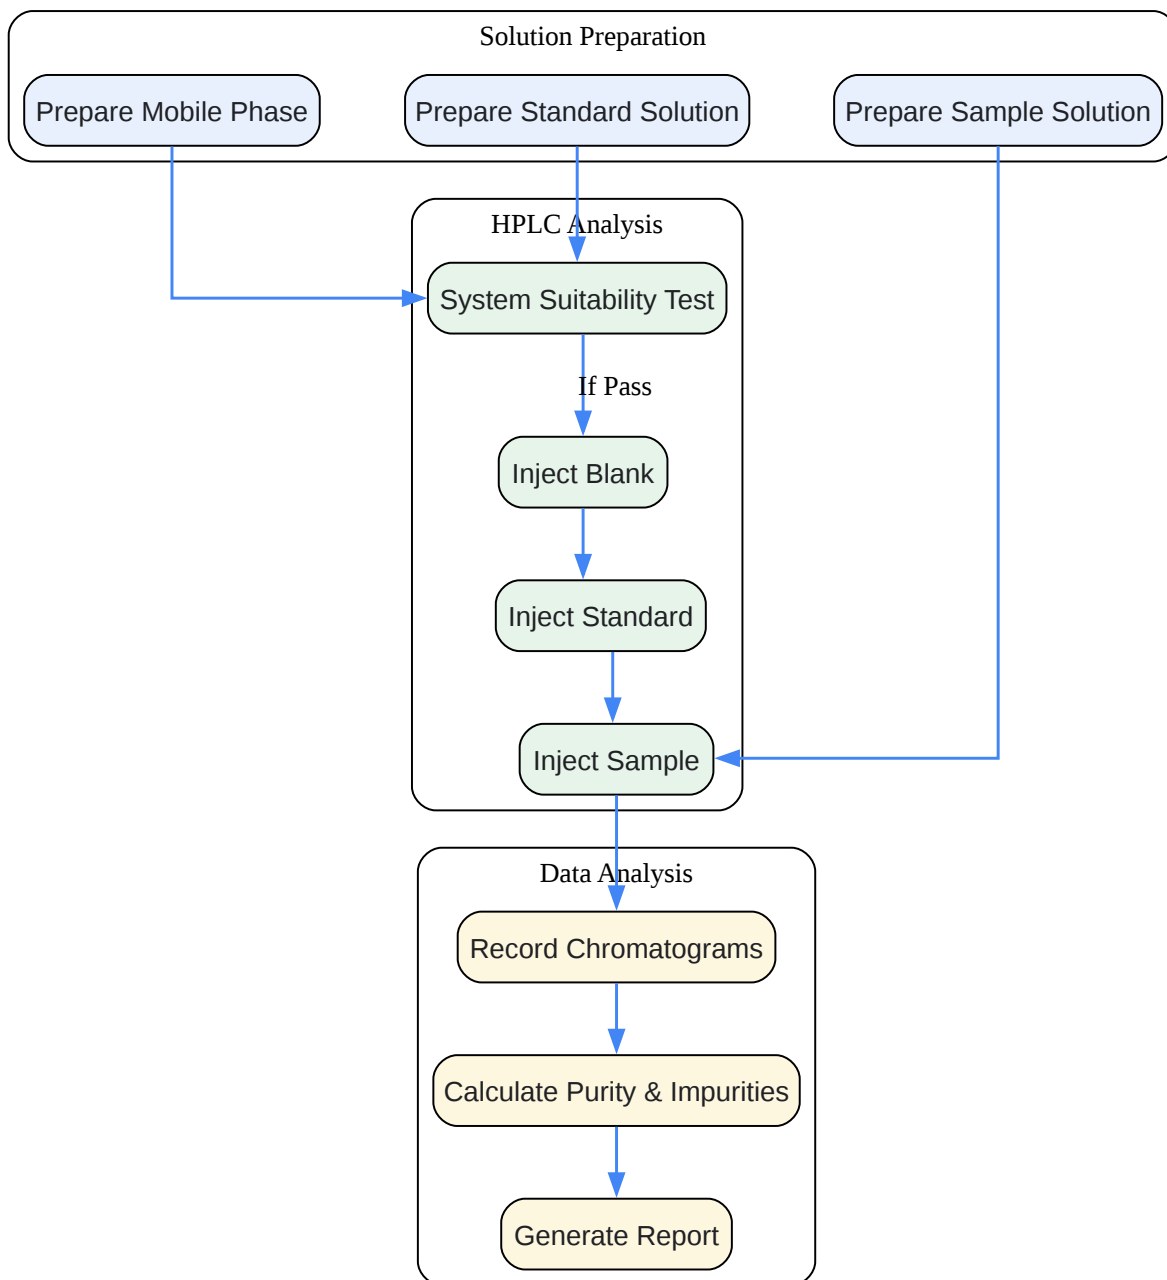 Solution Preparation
Prepare Mobile Phase
Prepare Standard Solution
Prepare Sample Solution
HPLC Analysis
System Suitability Test
If Pass
Inject Blank
Inject Standard
Inject Sample
Data Analysis
Record Chromatograms
Calculate Purity & Impurities
Generate Report